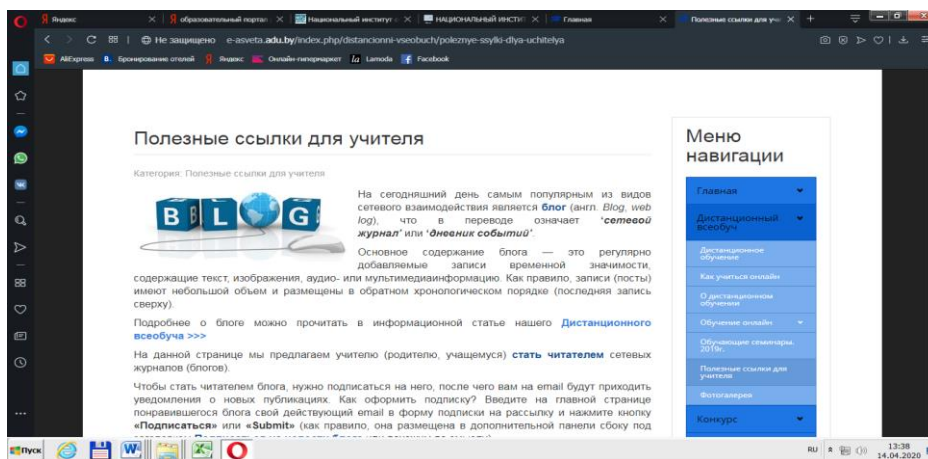 Яндекс
образовательный портал
Национальный институт с
НАЦИОНАЛЬНЫЙ ИНСТИТ
Главная
Полезные ссылки для учи
Не защищено e-asveta.adu.by/index.php/distancionni-vseobuch/poleznye-ssylki-dlya-uchitelya
AliExpress
Бронирование отелей
Яндекс
Онлайн-гипермаркет
la Lamoda
Facebook
Полезные ссылки для учителя
Категория: Полезные ссылки для учителя
BLOG
На сегодняшний день самым популярным из видов
сетевого взаимодействия является блог (англ. Blog, web
log), что в переводе означает 'сетевой
журнал' или 'дневник событий'.
Основное содержание блога — это регулярно
добавляемые записи временной значимости,
содержащие текст, изображения, аудио- или мультимедиаинформацию. Как правило, записи (посты)
имеют небольшой объем и размещены в обратном хронологическом порядке (последняя запись
сверху).
Подробнее о блоге можно прочитать в информационной статье нашего Дистанционного
всеобуча >>>
На данной странице мы предлагаем учителю (родителю, учащемуся) стать читателем сетевых
журналов (блогов).
Чтобы стать читателем блога, нужно подписаться на него, после чего вам на email будут приходить
уведомления о новых публикациях. Как оформить подписку? Введите на главной странице
понравившегося блога свой действующий email в форму подписки на рассылку и нажмите кнопку
«Подписаться» или «Submit» (как правило, она размещена в дополнительной панели сбоку под
Меню
навигации
Главная
Дистанционный
всеобуч
Дистанционное
обучение
Как учиться онлайн
О дистанционном
обучении
Обучение онлайн
Обучающие семинары.
2019г.
Полезные ссылки для
учителя
Фотогалерея
Конкурс
Пуск
RU
13:38
14.04.2020